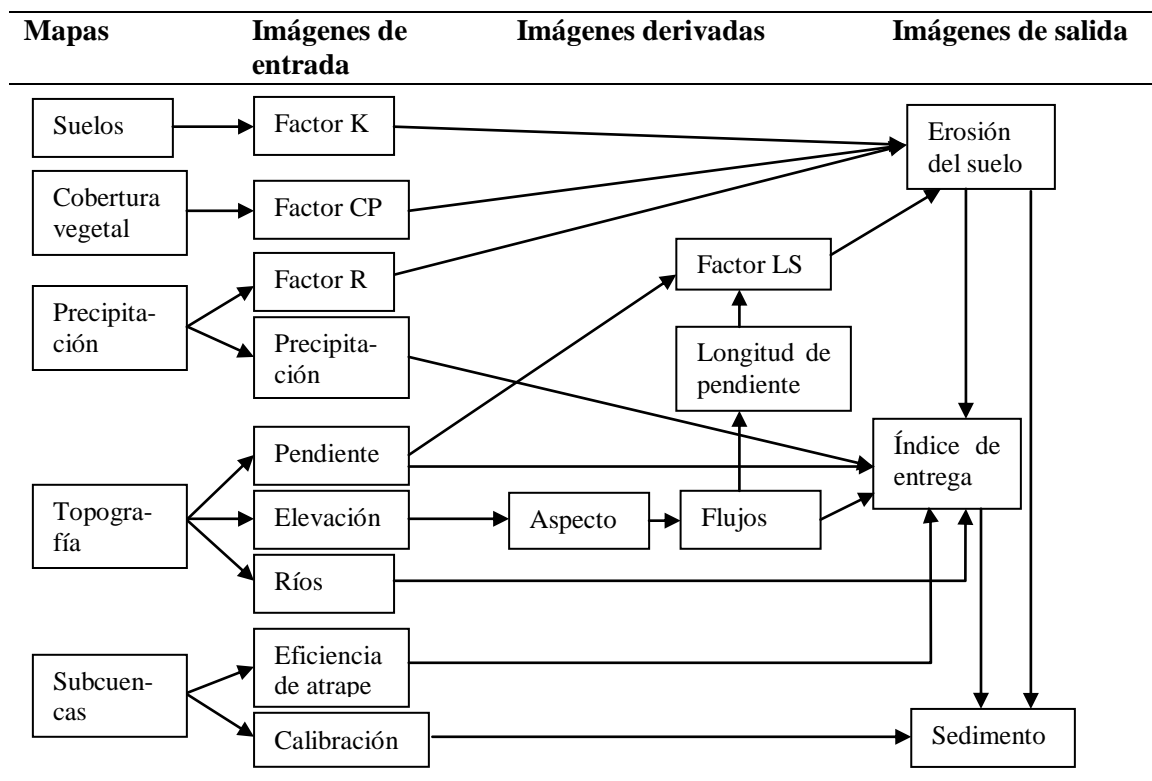 Mapas
Imágenes de
entrada
Imágenes derivadas
Imágenes de salida
Suelos
Factor K
Erosión
del suelo
Cobertura
vegetal
Factor CP
Factor R
Factor LS
Precipita-
ción
Precipita-
ción
Longitud de
pendiente
Pendiente
Índice de
entrega
Topogra-
fía
Elevación
Aspecto
Flujos
Ríos
Eficiencia
de atrape
Subcuen-
cas
Calibración
Sedimento